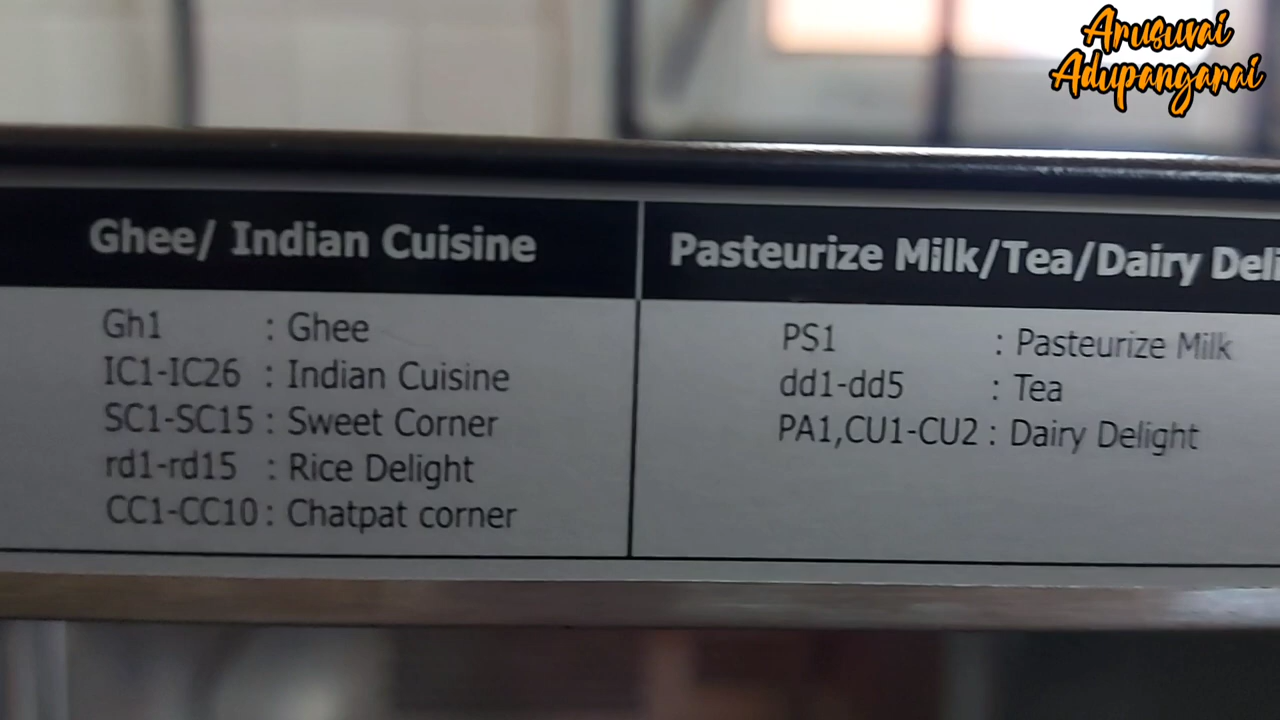 Arusuvai
Adupangarai
Ghee/ Indian Cuisine
Gh1 : Ghee
IC1-IC26 : Indian Cuisine
SC1-SC15 : Sweet Corner
rd1-rd15 : Rice Delight
CC1-CC10 : Chatpat corner
Pasteurize Milk/Tea/Dairy Deli
PS1 : Pasteurize Milk
dd1-dd5 : Tea
PA1,CU1-CU2 : Dairy Delight